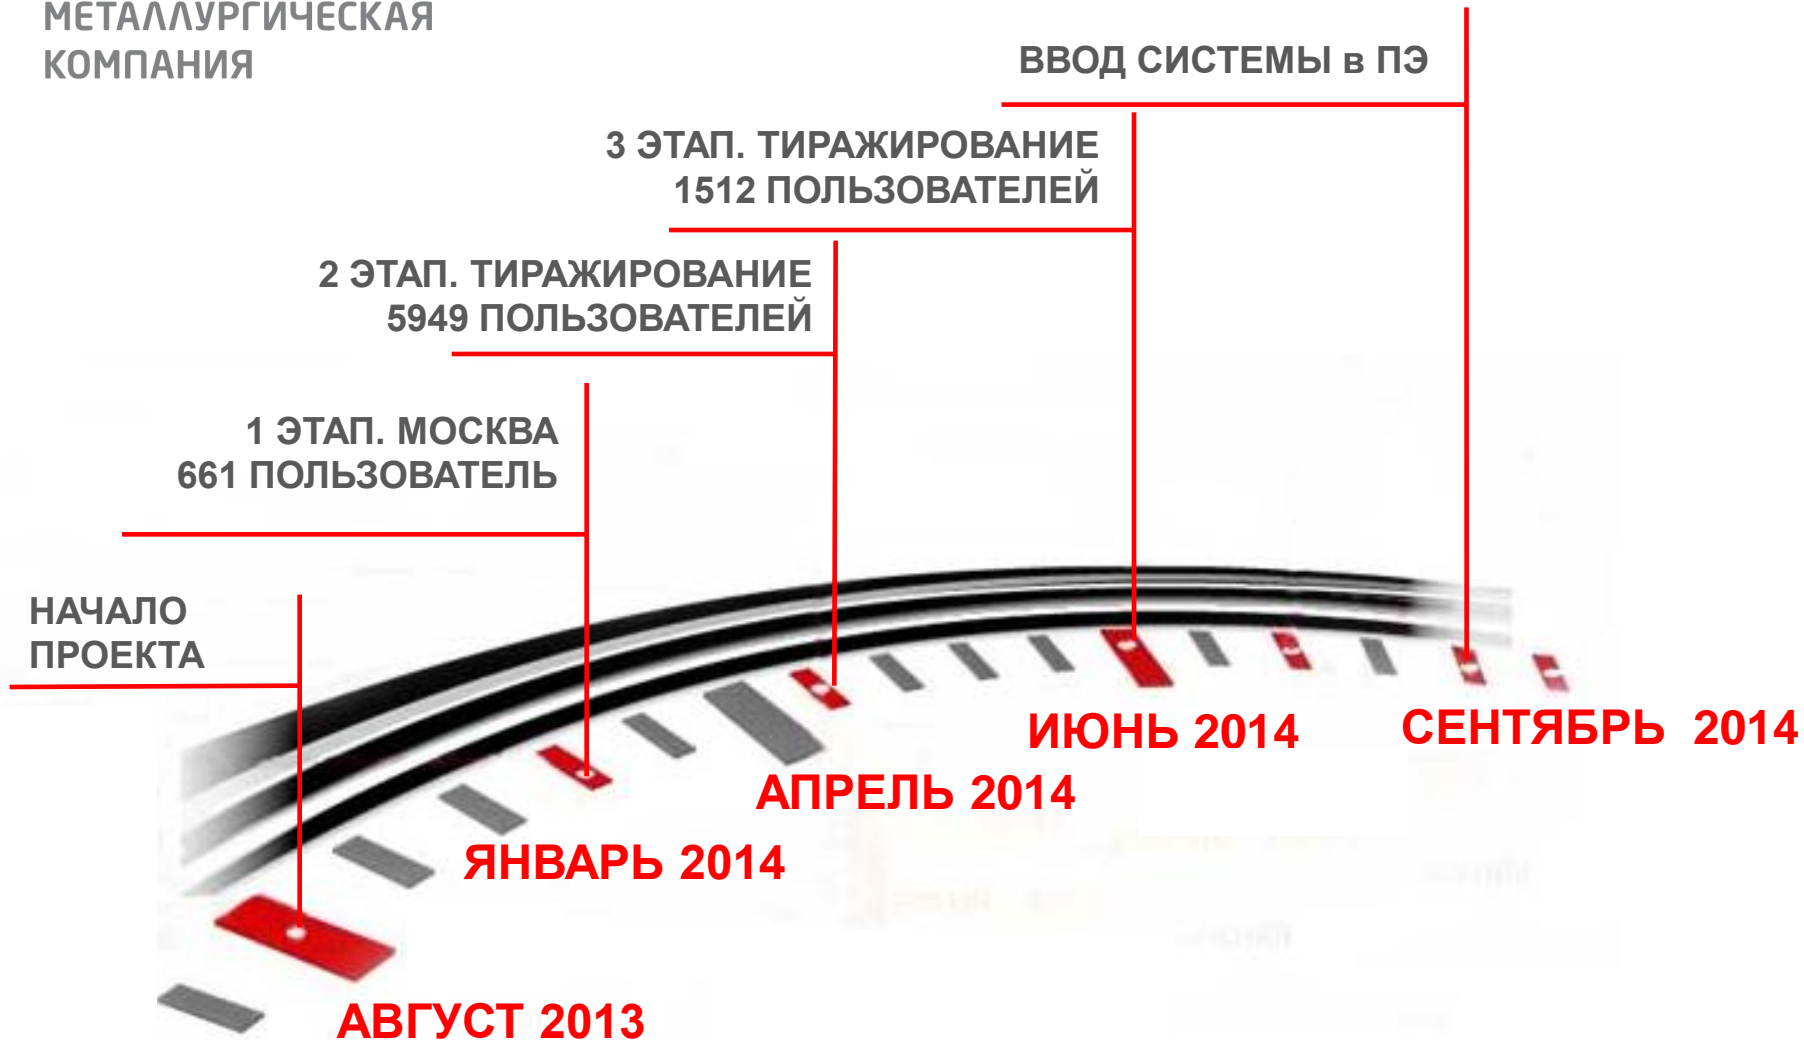 МЕТАЛЛУРГИЧЕСКАЯ
КОМПАНИЯ
ВВОД СИСТЕМЫ в ПЭ
3 ЭТАП. ТИРАЖИРОВАНИЕ
1512 ПОЛЬЗОВАТЕЛЕЙ
2 ЭТАП. ТИРАЖИРОВАНИЕ
5949 ПОЛЬЗОВАТЕЛЕЙ
1 ЭТАП. МОСКВА
661 ПОЛЬЗОВАТЕЛЬ
НАЧАЛО
ПРОЕКТА
АВГУСТ 2013
ЯНВАРЬ 2014
АПРЕЛЬ 2014
ИЮНЬ 2014
СЕНТЯБРЬ 2014